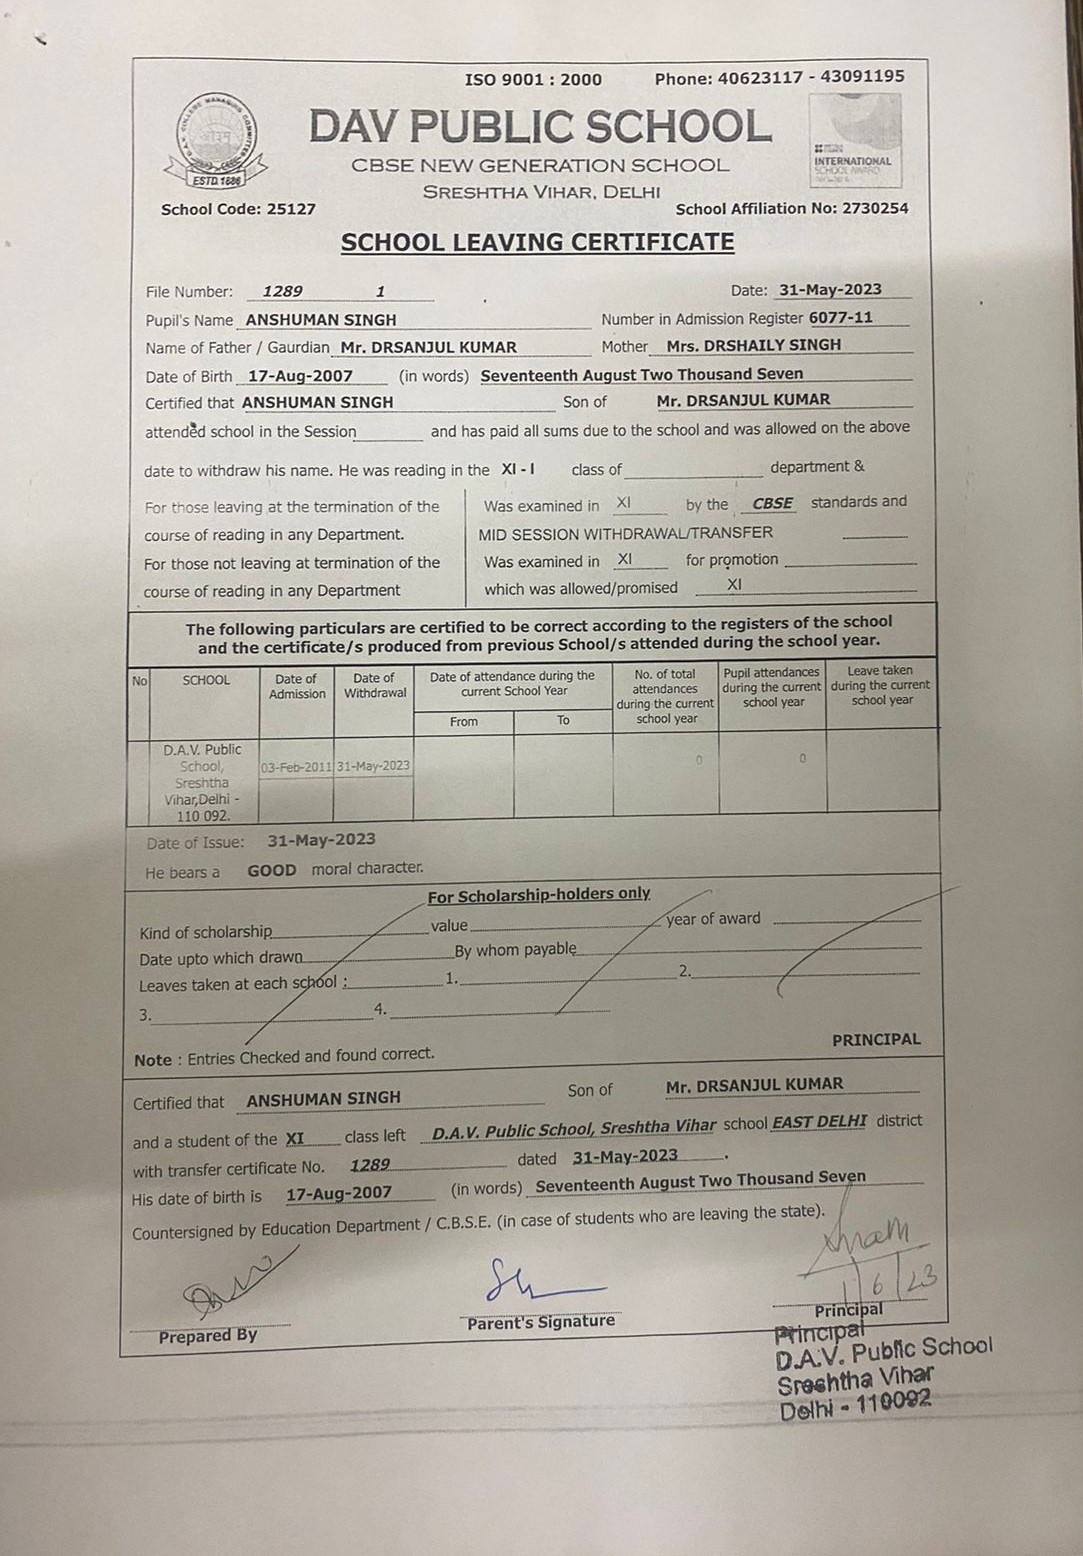 ISO 9001 : 2000 Phone: 40623117 - 43091195
DAV PUBLIC SCHOOL
CBSE NEW GENERATION SCHOOL
SRESHTHA VIHAR, DELHI
ESTD. 1886
INTERNATIONAL
SCHOOL AWARD
School Code: 25127 School Affiliation No: 2730254
SCHOOL LEAVING CERTIFICATE
File Number: 1289 1 Date: 31-May-2023
Pupil's Name ANSHUMAN SINGH Number in Admission Register 6077-11
Name of Father / Gaurdian Mr. DRSANJUL KUMAR Mother Mrs. DRSHAILY SINGH
Date of Birth 17-Aug-2007 (in words) Seventeenth August Two Thousand Seven
Certified that ANSHUMAN SINGH Son of Mr. DRSANJUL KUMAR
attended school in the Session and has paid all sums due to the school and was allowed on the above
date to withdraw his name. He was reading in the XI - I class of department &
For those leaving at the termination of the Was examined in XI by the CBSE standards and
course of reading in any Department. MID SESSION WITHDRAWAL/TRANSFER
For those not leaving at termination of the Was examined in XI for promotion
course of reading in any Department which was allowed/promised XI
The following particulars are certified to be correct according to the registers of the school
and the certificate/s produced from previous School/s attended during the school year.
No SCHOOL Date of Admission Date of Withdrawal Date of attendance during the current School Year From To No. of total attendances during the current school year Pupil attendances during the current school year Leave taken during the current school year
D.A.V. Public
School, 03-Feb-2011 31-May-2023 0 0
Sreshtha
Vihar,Delhi -
110 092.
Date of Issue: 31-May-2023
He bears a GOOD moral character.
For Scholarship-holders only
Kind of scholarship value year of award
Date upto which drawn By whom payable
Leaves taken at each school : 1. 2.
3. 4.
PRINCIPAL
Note : Entries Checked and found correct.
Certified that ANSHUMAN SINGH Son of Mr. DRSANJUL KUMAR
and a student of the XI class left D.A.V. Public School, Sreshtha Vihar school EAST DELHI district
with transfer certificate No. 1289 dated 31-May-2023 .
His date of birth is 17-Aug-2007 (in words) Seventeenth August Two Thousand Seven
Countersigned by Education Department / C.B.S.E. (in case of students who are leaving the state).
1/6/23
Prepared By Parent's Signature Principal
Principal
D.A.V. Public School
Sreshtha Vihar
Delhi - 110092